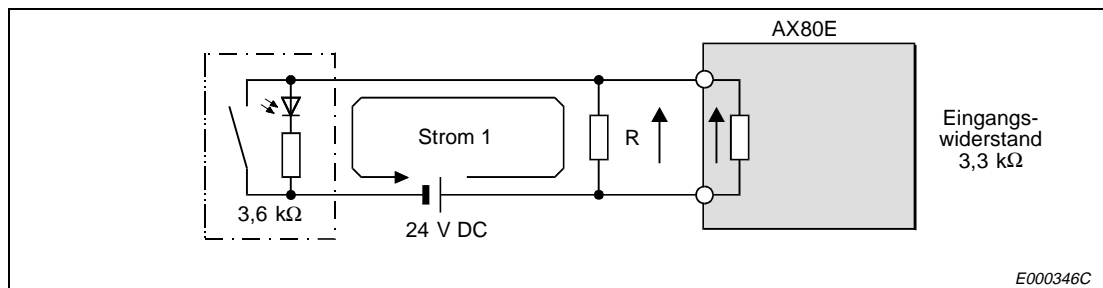 AX80E
Strom 1
R
Eingangs-
widerstand
3,3 kΩ
3,6 kΩ
24 V DC
E000346C